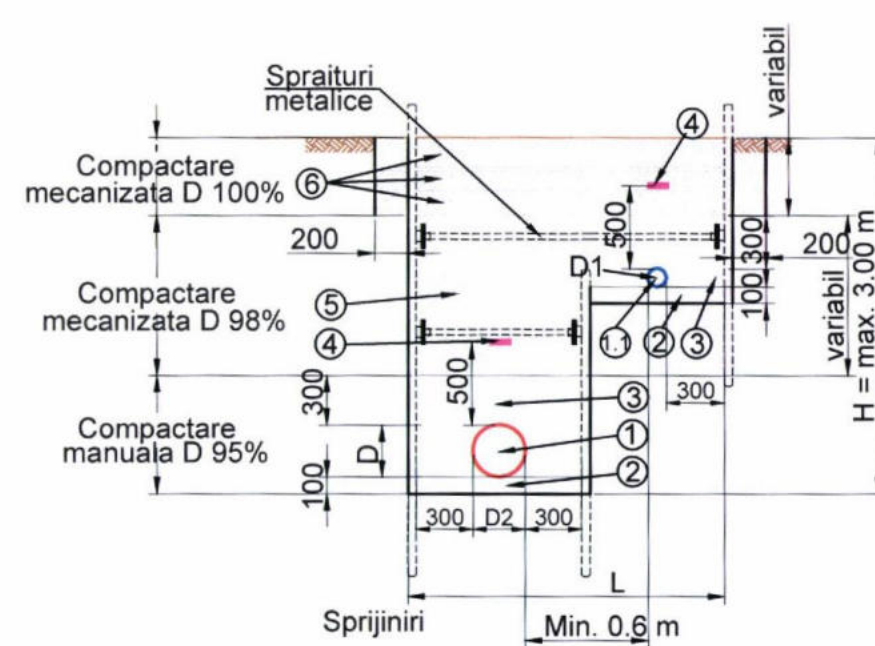 variabil
Spraituri
metalice
4
Compactare
mecanizata D 100%
6
500
200
300
200
D1
Compactare
mecanizata D 98%
5
100
1.1
2
3
variabil
H = max. 3.00 m
4
300
500
300
3
Compactare
manuala D 95%
D
1
100
2
300
D2
300
L
Sprijiniri
Min. 0.6 m